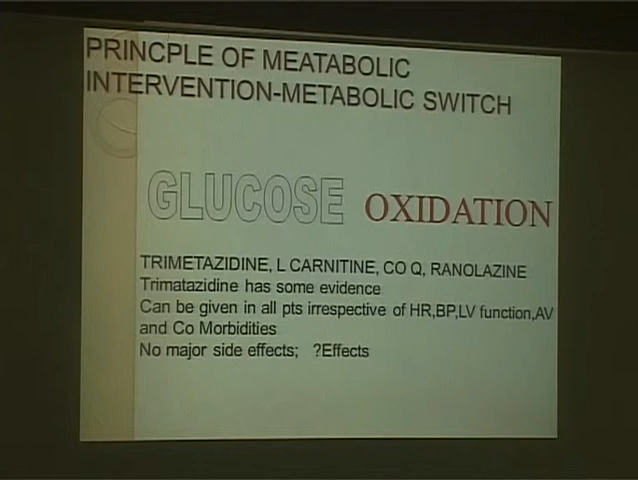 PRINCPLE OF MEATABOLIC
INTERVENTION-METABOLIC SWITCH
GLUCOSE OXIDATION
TRIMETAZIDINE, L CARNITINE, CO Q, RANOLAZINE
Trimatazidine has some evidence
Can be given in all pts irrespective of HR,BP,LV function,AV
and Co Morbidities
No major side effects; ?Effects